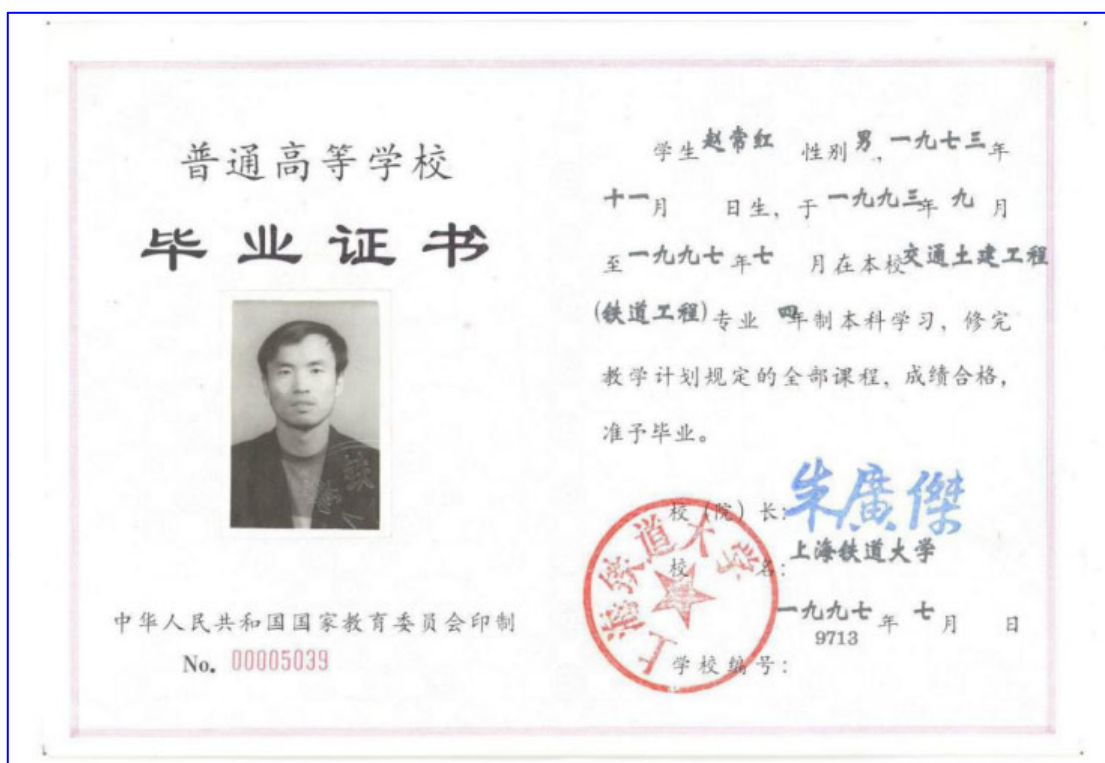 普通高等学校
毕业证书
中华人民共和国国家教育委员会印制
No. 00005039
学生赵常红 性别男,一九七三年
十一月 日生,于一九九三年九月
至一九九七年七 月在本校交通土建工程
(铁道工程)专业 四年制本科学习,修完
教学计划规定的全部课程,成绩合格,
准予毕业。
校(院)长:朱廣傑
校 名:上海铁道大学
一九九七年七月 日
9713
学校编号:
上海铁道大学